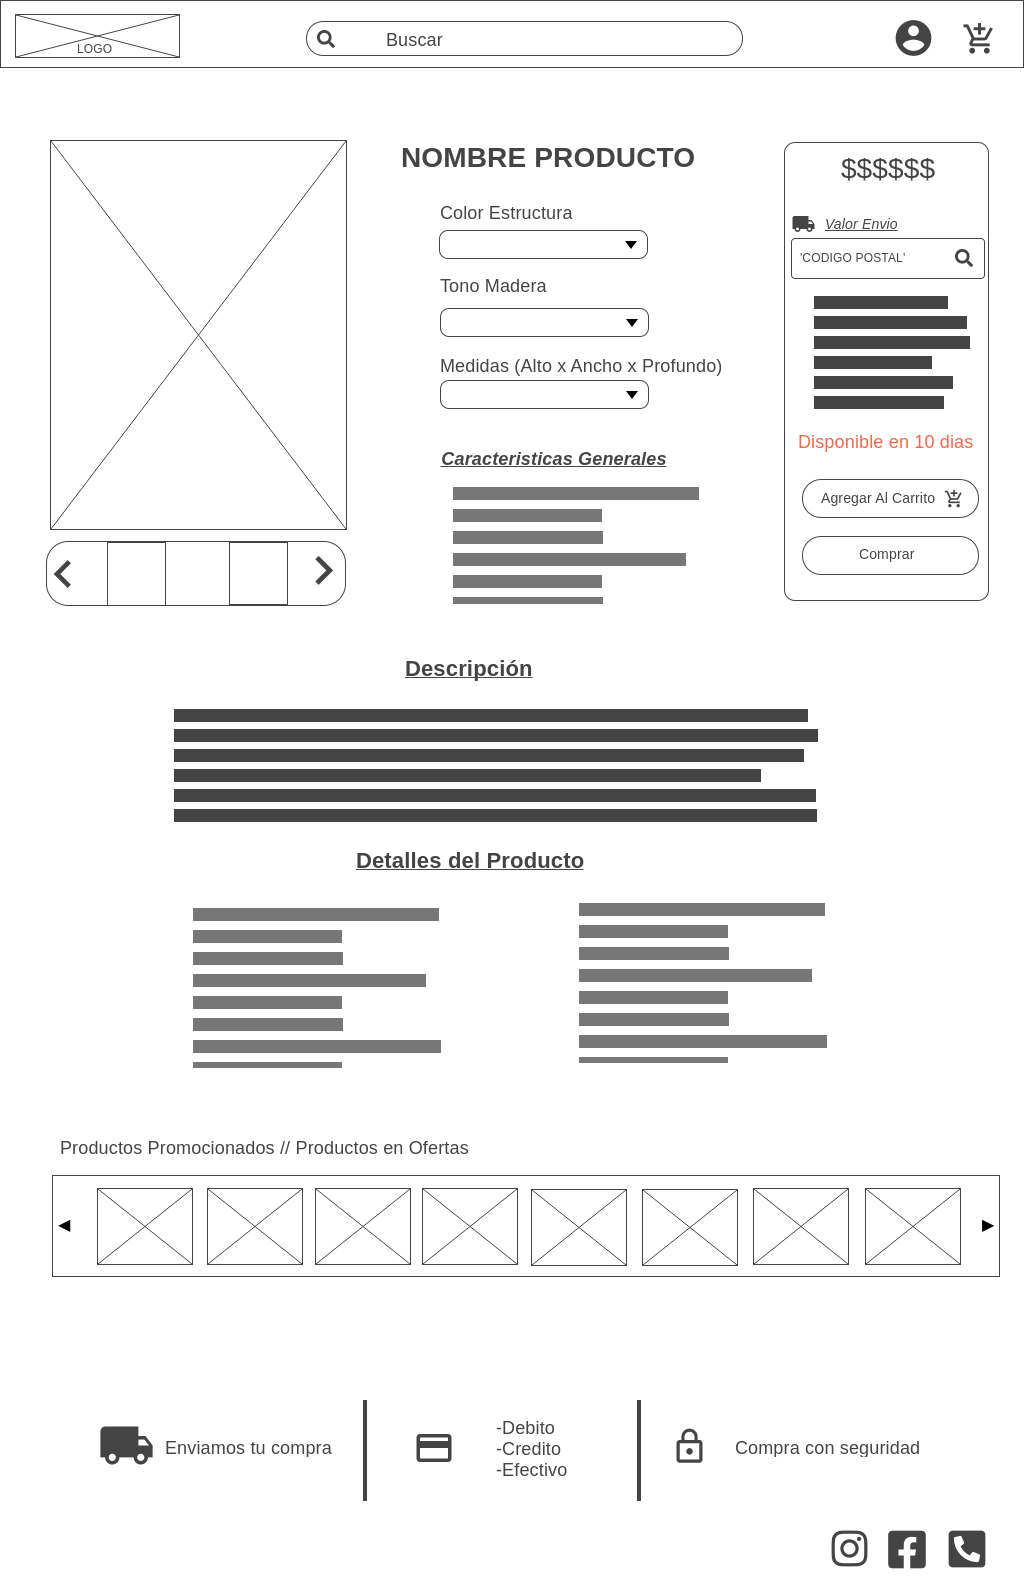 LOGO
Buscar
NOMBRE PRODUCTO
Color Estructura
Tono Madera
Medidas (Alto x Ancho x Profundo)
Caracteristicas Generales
$$$$$$
Valor Envio
'CODIGO POSTAL'
Disponible en 10 dias
Agregar Al Carrito
Comprar
Descripción
Detalles del Producto
Productos Promocionados // Productos en Ofertas
Enviamos tu compra
-Debito
-Credito
-Efectivo
Compra con seguridad